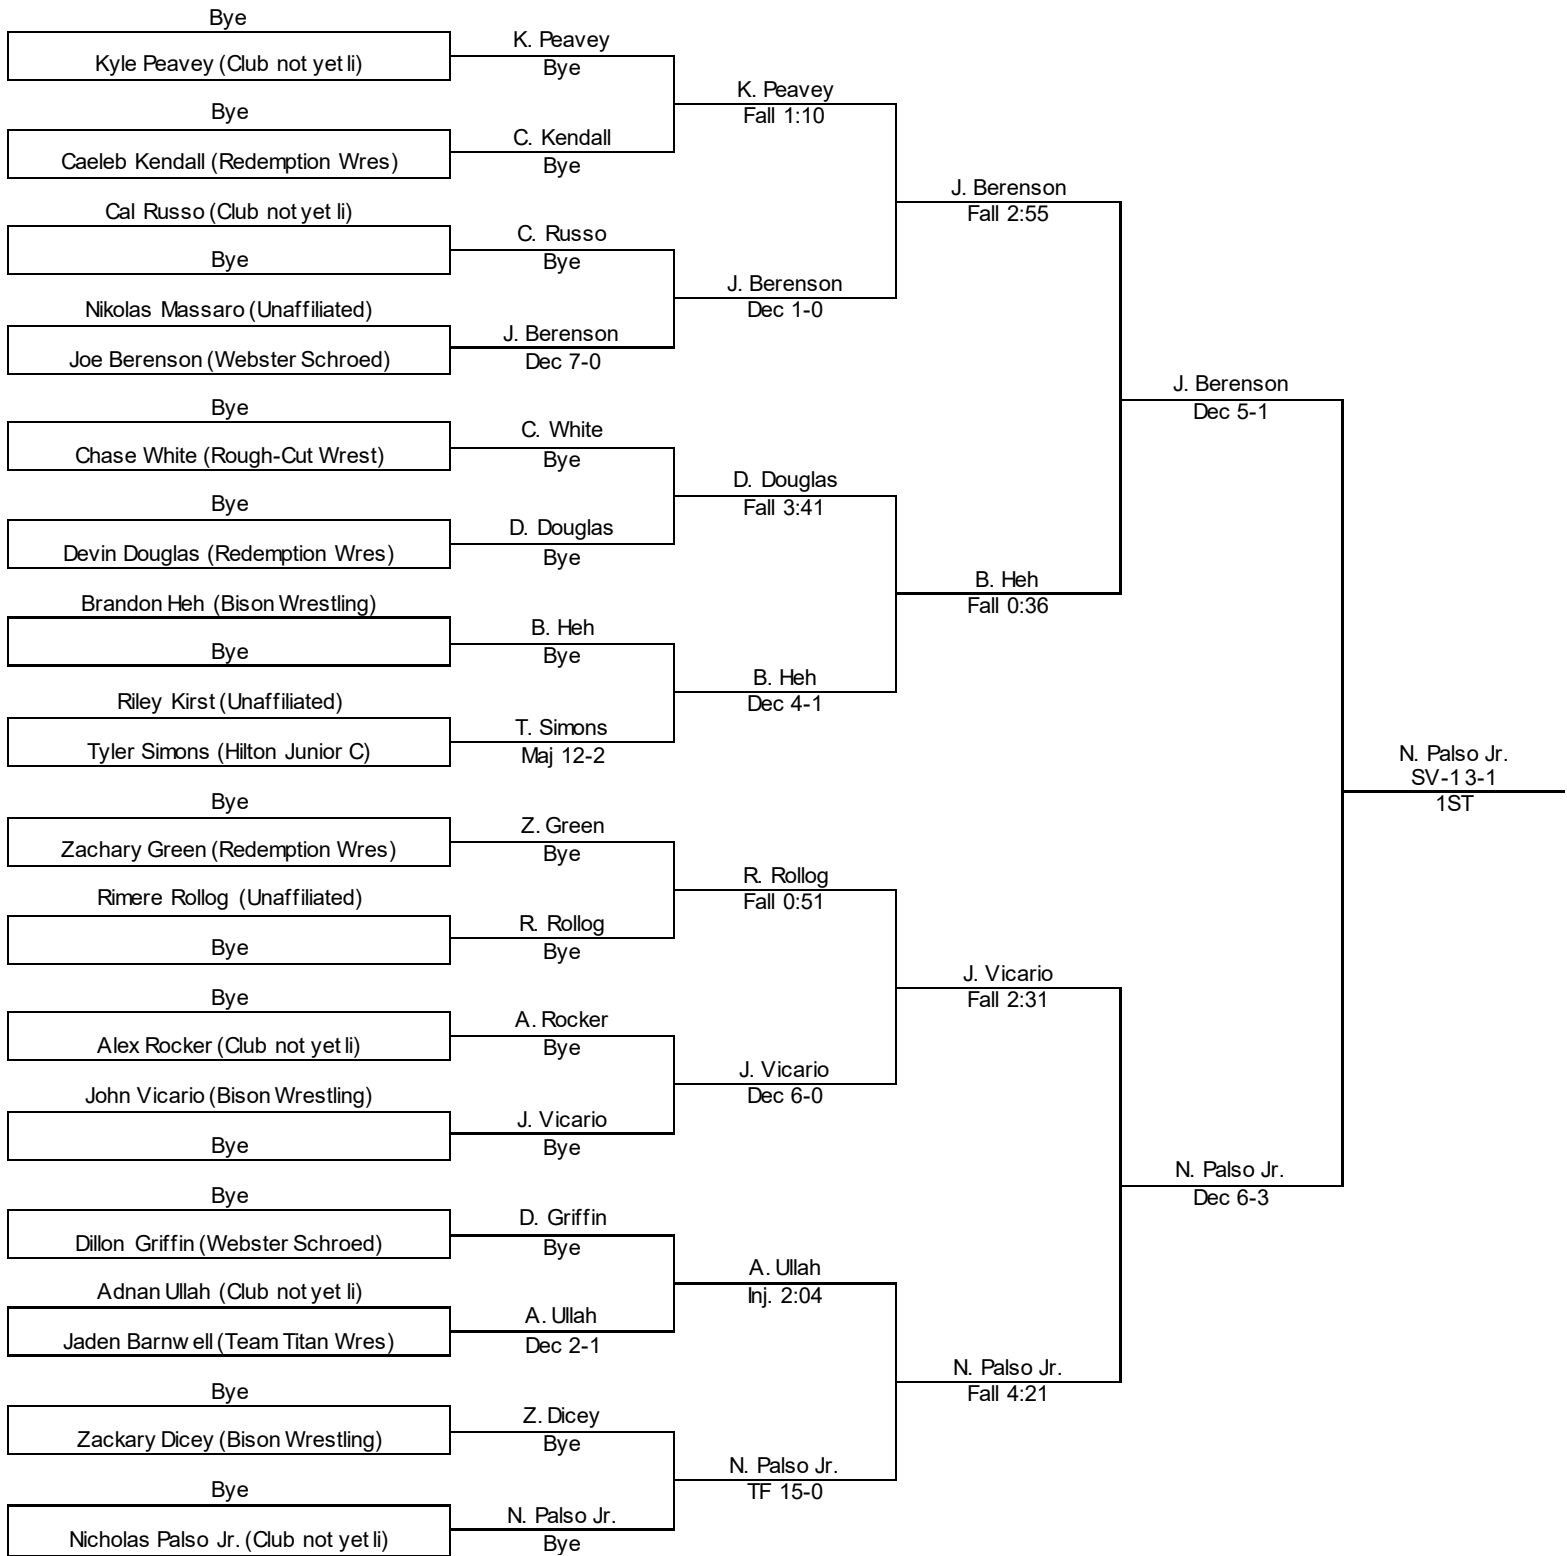 Bye
Kyle Peavey (Club not yet li)
Bye
Caeleb Kendall (Redemption Wres)
Cal Russo (Club not yet li)
Bye
Nikolas Massaro (Unaffiliated)
Joe Berenson (Webster Schroed)
Bye
Chase White (Rough-Cut Wrest)
Bye
Devin Douglas (Redemption Wres)
Brandon Heh (Bison Wrestling)
Bye
Riley Kirst (Unaffiliated)
Tyler Simons (Hilton Junior C)
Bye
Zachary Green (Redemption Wres)
Rimere Rollog (Unaffiliated)
Bye
Bye
Alex Rocker (Club not yet li)
John Vicario (Bison Wrestling)
Bye
Bye
Dillon Griffin (Webster Schroed)
Adnan Ullah (Club not yet li)
Jaden Barnwell (Team Titan Wres)
Bye
Zackary Dicey (Bison Wrestling)
Bye
Nicholas Palso Jr. (Club not yet li)
K. Peavey
Bye
C. Kendall
Bye
C. Russo
Bye
J. Berenson
Dec 7-0
C. White
Bye
D. Douglas
Bye
B. Heh
Bye
T. Simons
Maj 12-2
Z. Green
Bye
R. Rollog
Bye
A. Rocker
Bye
J. Vicario
Bye
D. Griffin
Bye
A. Ullah
Dec 2-1
Z. Dicey
Bye
N. Palso Jr.
Bye
K. Peavey
Fall 1:10
J. Berenson
Dec 1-0
D. Douglas
Fall 3:41
B. Heh
Dec 4-1
R. Rollog
Fall 0:51
J. Vicario
Dec 6-0
A. Ullah
Inj. 2:04
N. Palso Jr.
TF 15-0
J. Berenson
Fall 2:55
B. Heh
Fall 0:36
J. Vicario
Fall 2:31
N. Palso Jr.
Fall 4:21
J. Berenson
Dec 5-1
N. Palso Jr.
Dec 6-3
N. Palso Jr.
SV-1 3-1
1ST